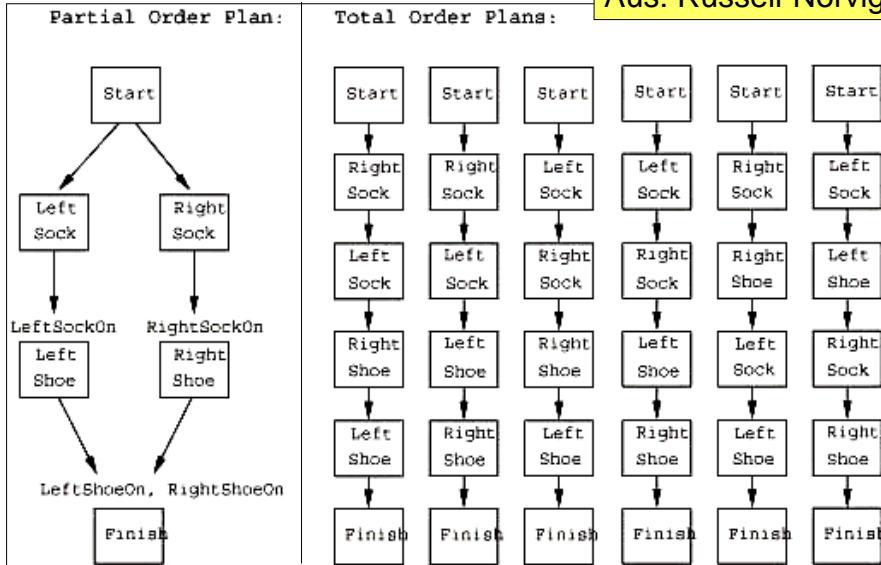 Aus: Russell Norvig
Partial Order Plan:
Total Order Plans:
Start
Left
Sock
Right
Sock
LeftSockOn
RightSockOn
Left
Shoe
Right
Shoe
LeftShoeOn, RightShoeOn
Finish
Start
Right
Sock
Left
Sock
Right
Shoe
Left
Shoe
Finish
Start
Right
Sock
Left
Sock
Left
Shoe
Right
Shoe
Finish
Start
Left
Sock
Right
Sock
Right
Shoe
Left
Shoe
Finish
Start
Left
Sock
Right
Sock
Left
Shoe
Right
Shoe
Finish
Start
Right
Sock
Right
Shoe
Left
Sock
Left
Shoe
Finish
Start
Left
Sock
Left
Shoe
Right
Sock
Right
Shoe
Finish